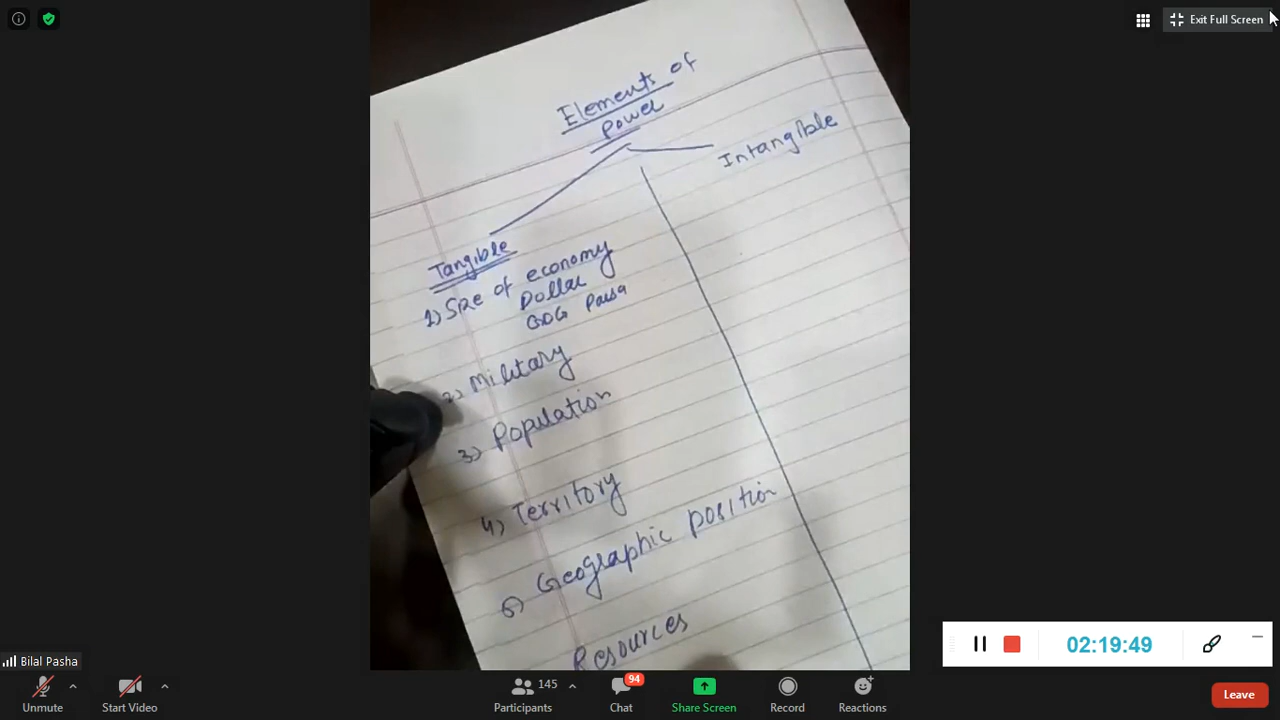 Exit Full Screen
Elements of
Power
Intangible
Tangible
1) Size of economy
Dollar
Paisa
2) Military
3) Population
4) Territory
5) Geographic position
Resources
Bilal Pasha
02:19:49
Unmute
Start Video
145
Participants
94
Chat
Share Screen
Record
Reactions
Leave